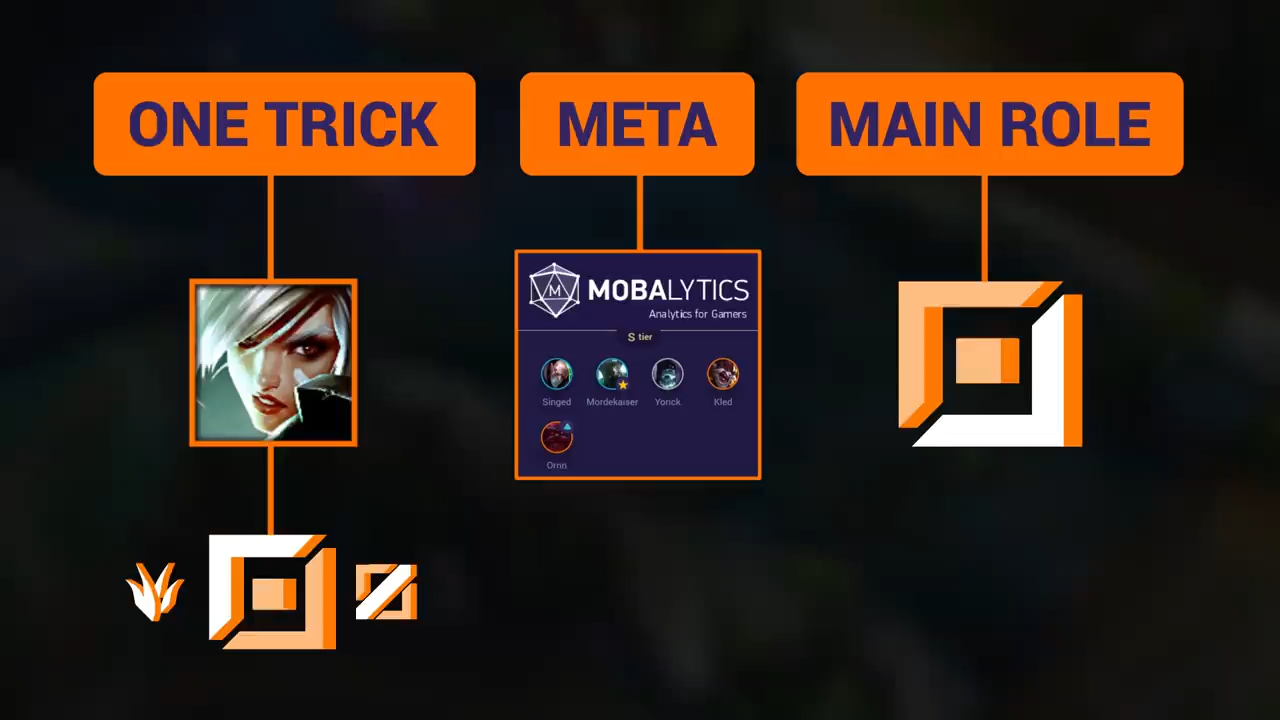 ONE TRICK
META
MAIN ROLE
M
MOBALYTICS
Analytics for Gamers
S tier
Singed
Mordekaiser
Yorick
Kled
Ornn